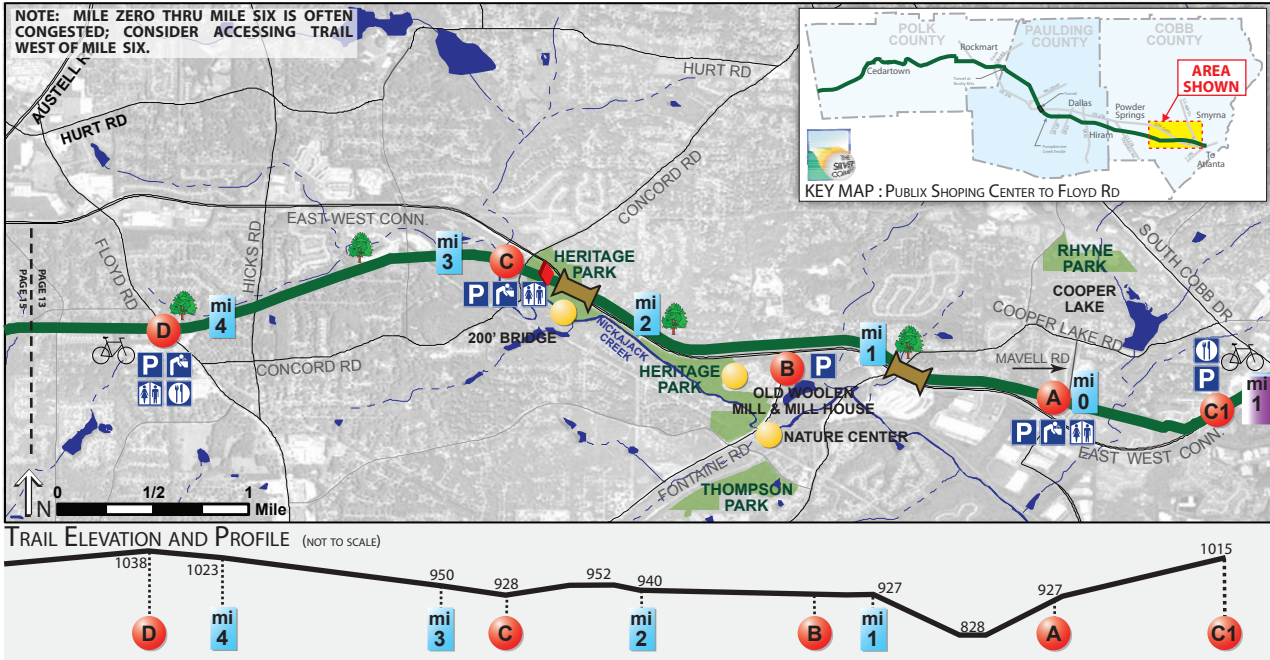 NOTE: MILE ZERO THRU MILE SIX IS OFTEN
CONGESTED; CONSIDER ACCESSING TRAIL
WEST OF MILE SIX.
AUSTELL R
HURT RD
HURT RD
CONCORD RD
EAST-WEST CONN.
HICKS RD
FLOYD RD
PAGE 13
PAGE 15
mi
3
C
HERITAGE
PARK
mi
4
D
P
P
200' BRIDGE
NICKAJACK
CREEK
mi
2
CONCORD RD
HERITAGE
PARK
B
P
OLD WOOLEN
MILL & MILL HOUSE
NATURE CENTER
FONTAINE RD
THOMPSON
PARK
mi
1
RHYNE
PARK
COOPER
LAKE
SOUTH COBB DR
COOPER LAKE RD
MAVELL RD
A
mi
0
P
P
C1
mi
1
EAST WEST CONN.
N
0
1/2
1
Mile
POLK
COUNTY
PAULDING
COUNTY
COBB
COUNTY
Rockmart
Cedartown
Dallas
Hiram
Powder
Springs
Smyrna
To
Atlanta
AREA
SHOWN
THE
SILVER
COMET
KEY MAP : PUBLIX SHOPING CENTER TO FLOYD RD
TRAIL ELEVATION AND PROFILE (NOT TO SCALE)
1038
1023
950
928
952
940
927
828
927
1015
D
mi
4
mi
3
C
mi
2
B
mi
1
A
C1